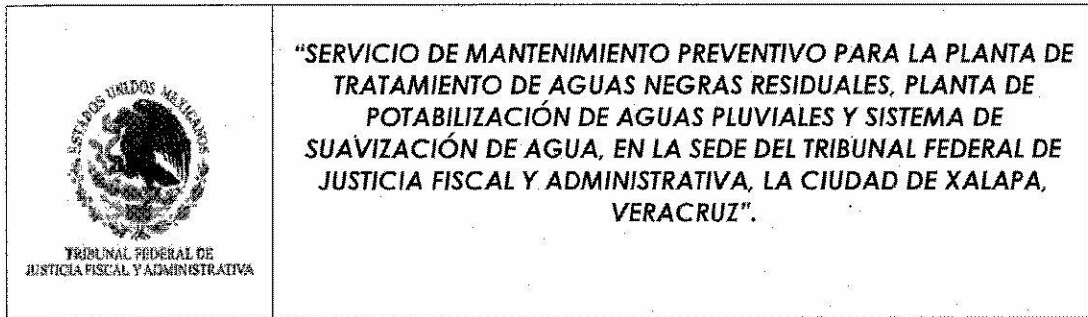 ESTADOS UNIDOS MEXICANOS
TRIBUNAL FEDERAL DE
JUSTICIA FISCAL Y ADMINISTRATIVA
"SERVICIO DE MANTENIMIENTO PREVENTIVO PARA LA PLANTA DE
TRATAMIENTO DE AGUAS NEGRAS RESIDUALES, PLANTA DE
POTABILIZACIÓN DE AGUAS PLUVIALES Y SISTEMA DE
SUAVIZACIÓN DE AGUA, EN LA SEDE DEL TRIBUNAL FEDERAL DE
JUSTICIA FISCAL Y ADMINISTRATIVA, LA CIUDAD DE XALAPA,
VERACRUZ".